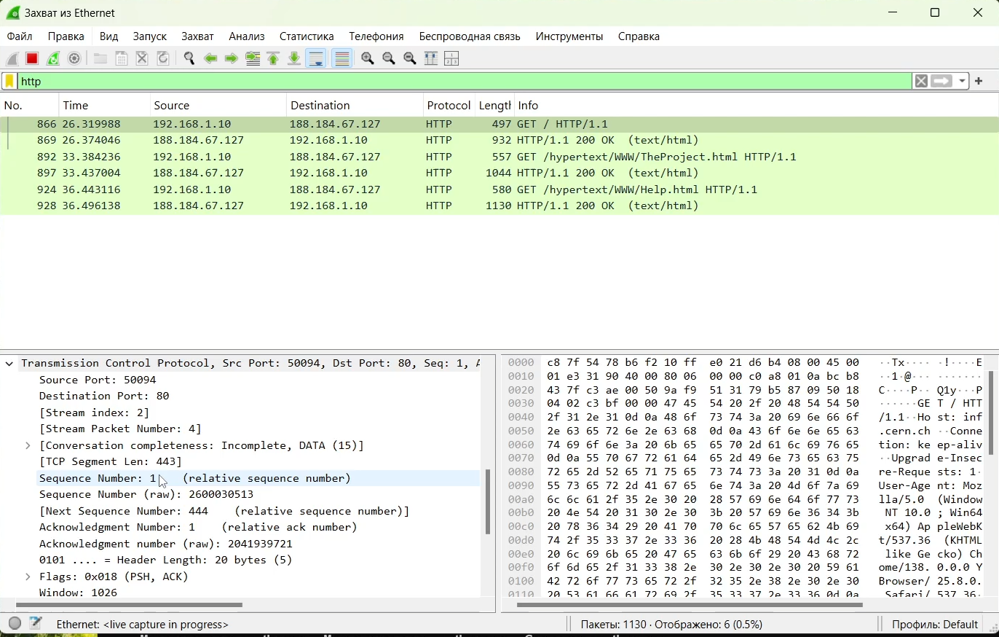 Захват из Ethernet
Файл Правка Вид Запуск Захват Анализ Статистика Телефония Беспроводная связь Инструменты Справка
http
No. Time Source Destination Protocol Length Info
866 26.319988 192.168.1.10 188.184.67.127 HTTP 497 GET / HTTP/1.1
869 26.374046 188.184.67.127 192.168.1.10 HTTP 932 HTTP/1.1 200 OK (text/html)
892 33.384236 192.168.1.10 188.184.67.127 HTTP 557 GET /hypertext/WWW/TheProject.html HTTP/1.1
897 33.437004 188.184.67.127 192.168.1.10 HTTP 1044 HTTP/1.1 200 OK (text/html)
924 36.443116 192.168.1.10 188.184.67.127 HTTP 580 GET /hypertext/WWW/Help.html HTTP/1.1
928 36.496138 188.184.67.127 192.168.1.10 HTTP 1130 HTTP/1.1 200 OK (text/html)
Transmission Control Protocol, Src Port: 50094, Dst Port: 80, Seq: 1, A
Source Port: 50094
Destination Port: 80
[Stream index: 2]
[Stream Packet Number: 4]
[Conversation completeness: Incomplete, DATA (15)]
[TCP Segment Len: 443]
Sequence Number: 1 (relative sequence number)
Sequence Number (raw): 2600030513
[Next Sequence Number: 444 (relative sequence number)]
Acknowledgment Number: 1 (relative ack number)
Acknowledgment number (raw): 2041939721
0101 .... = Header Length: 20 bytes (5)
Flags: 0x018 (PSH, ACK)
Window: 1026
0000 c8 7f 54 78 b6 f2 10 ff e0 21 d6 b4 08 00 45 00 ··Tx···· ·!····E
0010 01 e3 31 90 40 00 80 06 00 00 c0 a8 01 0a bc b8 ··1·@··· ········
0020 43 7f c3 ae 00 50 9a f9 51 31 79 b5 87 09 50 18 C····P·· Q1y···P
0030 04 02 c3 bf 00 00 47 45 54 20 2f 20 48 54 54 50 ······GE T / HTT
0040 2f 31 2e 31 0d 0a 48 6f 73 74 3a 20 69 6e 66 6f /1.1··Ho st: inf
0050 2e 63 65 72 6e 2e 63 68 0d 0a 43 6f 6e 6e 65 63 .cern.ch ··Conne
0060 74 69 6f 6e 3a 20 6b 65 65 70 2d 61 6c 69 76 65 tion: ke ep-aliv
0070 0d 0a 55 70 67 72 61 64 65 2d 49 6e 73 65 63 75 ··Upgrad e-Insec
0080 72 65 2d 52 65 71 75 65 73 74 73 3a 20 31 0d 0a re-Reque sts: 1·
0090 55 73 65 72 2d 41 67 65 6e 74 3a 20 4d 6f 7a 69 User-Age nt: Moz
00a0 6c 6c 61 2f 35 2e 30 20 28 57 69 6e 64 6f 77 73 lla/5.0 (Window
00b0 20 4e 54 20 31 30 2e 30 3b 20 57 69 6e 36 34 3b NT 10.0 ; Win64
00c0 20 78 36 34 29 20 41 70 70 6c 65 57 65 62 4b 69 x64) Ap pleWebK
00d0 74 2f 35 33 37 2e 33 36 20 28 4b 48 54 4d 4c 2c t/537.36 (KHTML
00e0 20 6c 69 6b 65 20 47 65 63 6b 6f 29 20 43 68 72 like Ge cko) Ch
00f0 6f 6d 65 2f 31 33 38 2e 30 2e 30 2e 30 20 59 61 ome/138. 0.0.0 Y
0100 42 72 6f 77 73 65 72 2f 32 35 2e 38 2e 30 2e 30 Browser/ 25.8.0.
0110 20 53 61 66 61 72 69 2f 35 33 37 2e 33 36 0d 0a Safari/ 537.36·
Ethernet: <live capture in progress> Пакеты: 1130 · Отображено: 6 (0.5%) Профиль: Default